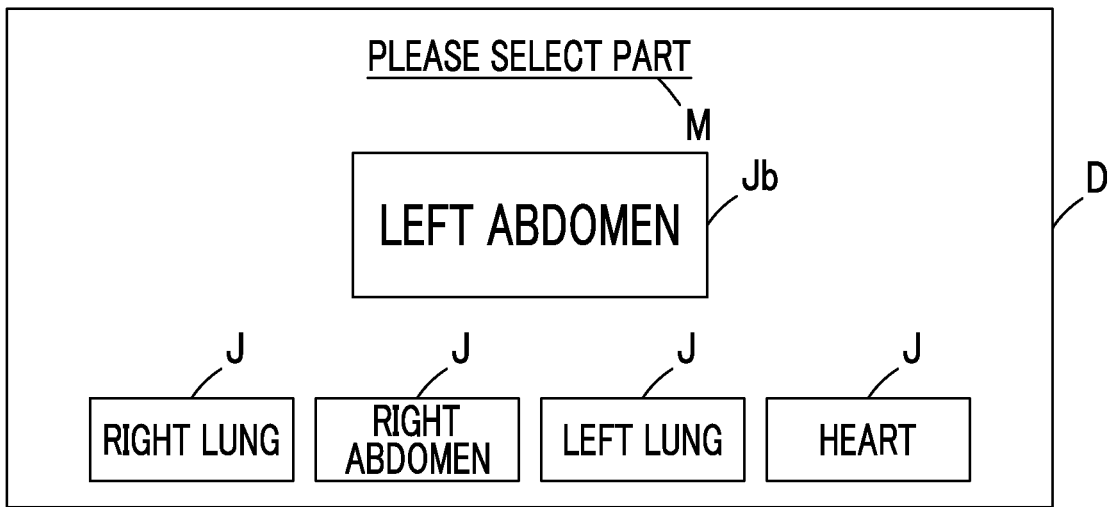 PLEASE SELECT PART
M
Jb
D
LEFT ABDOMEN
J
J
J
J
RIGHT LUNG
RIGHT
ABDOMEN
LEFT LUNG
HEART